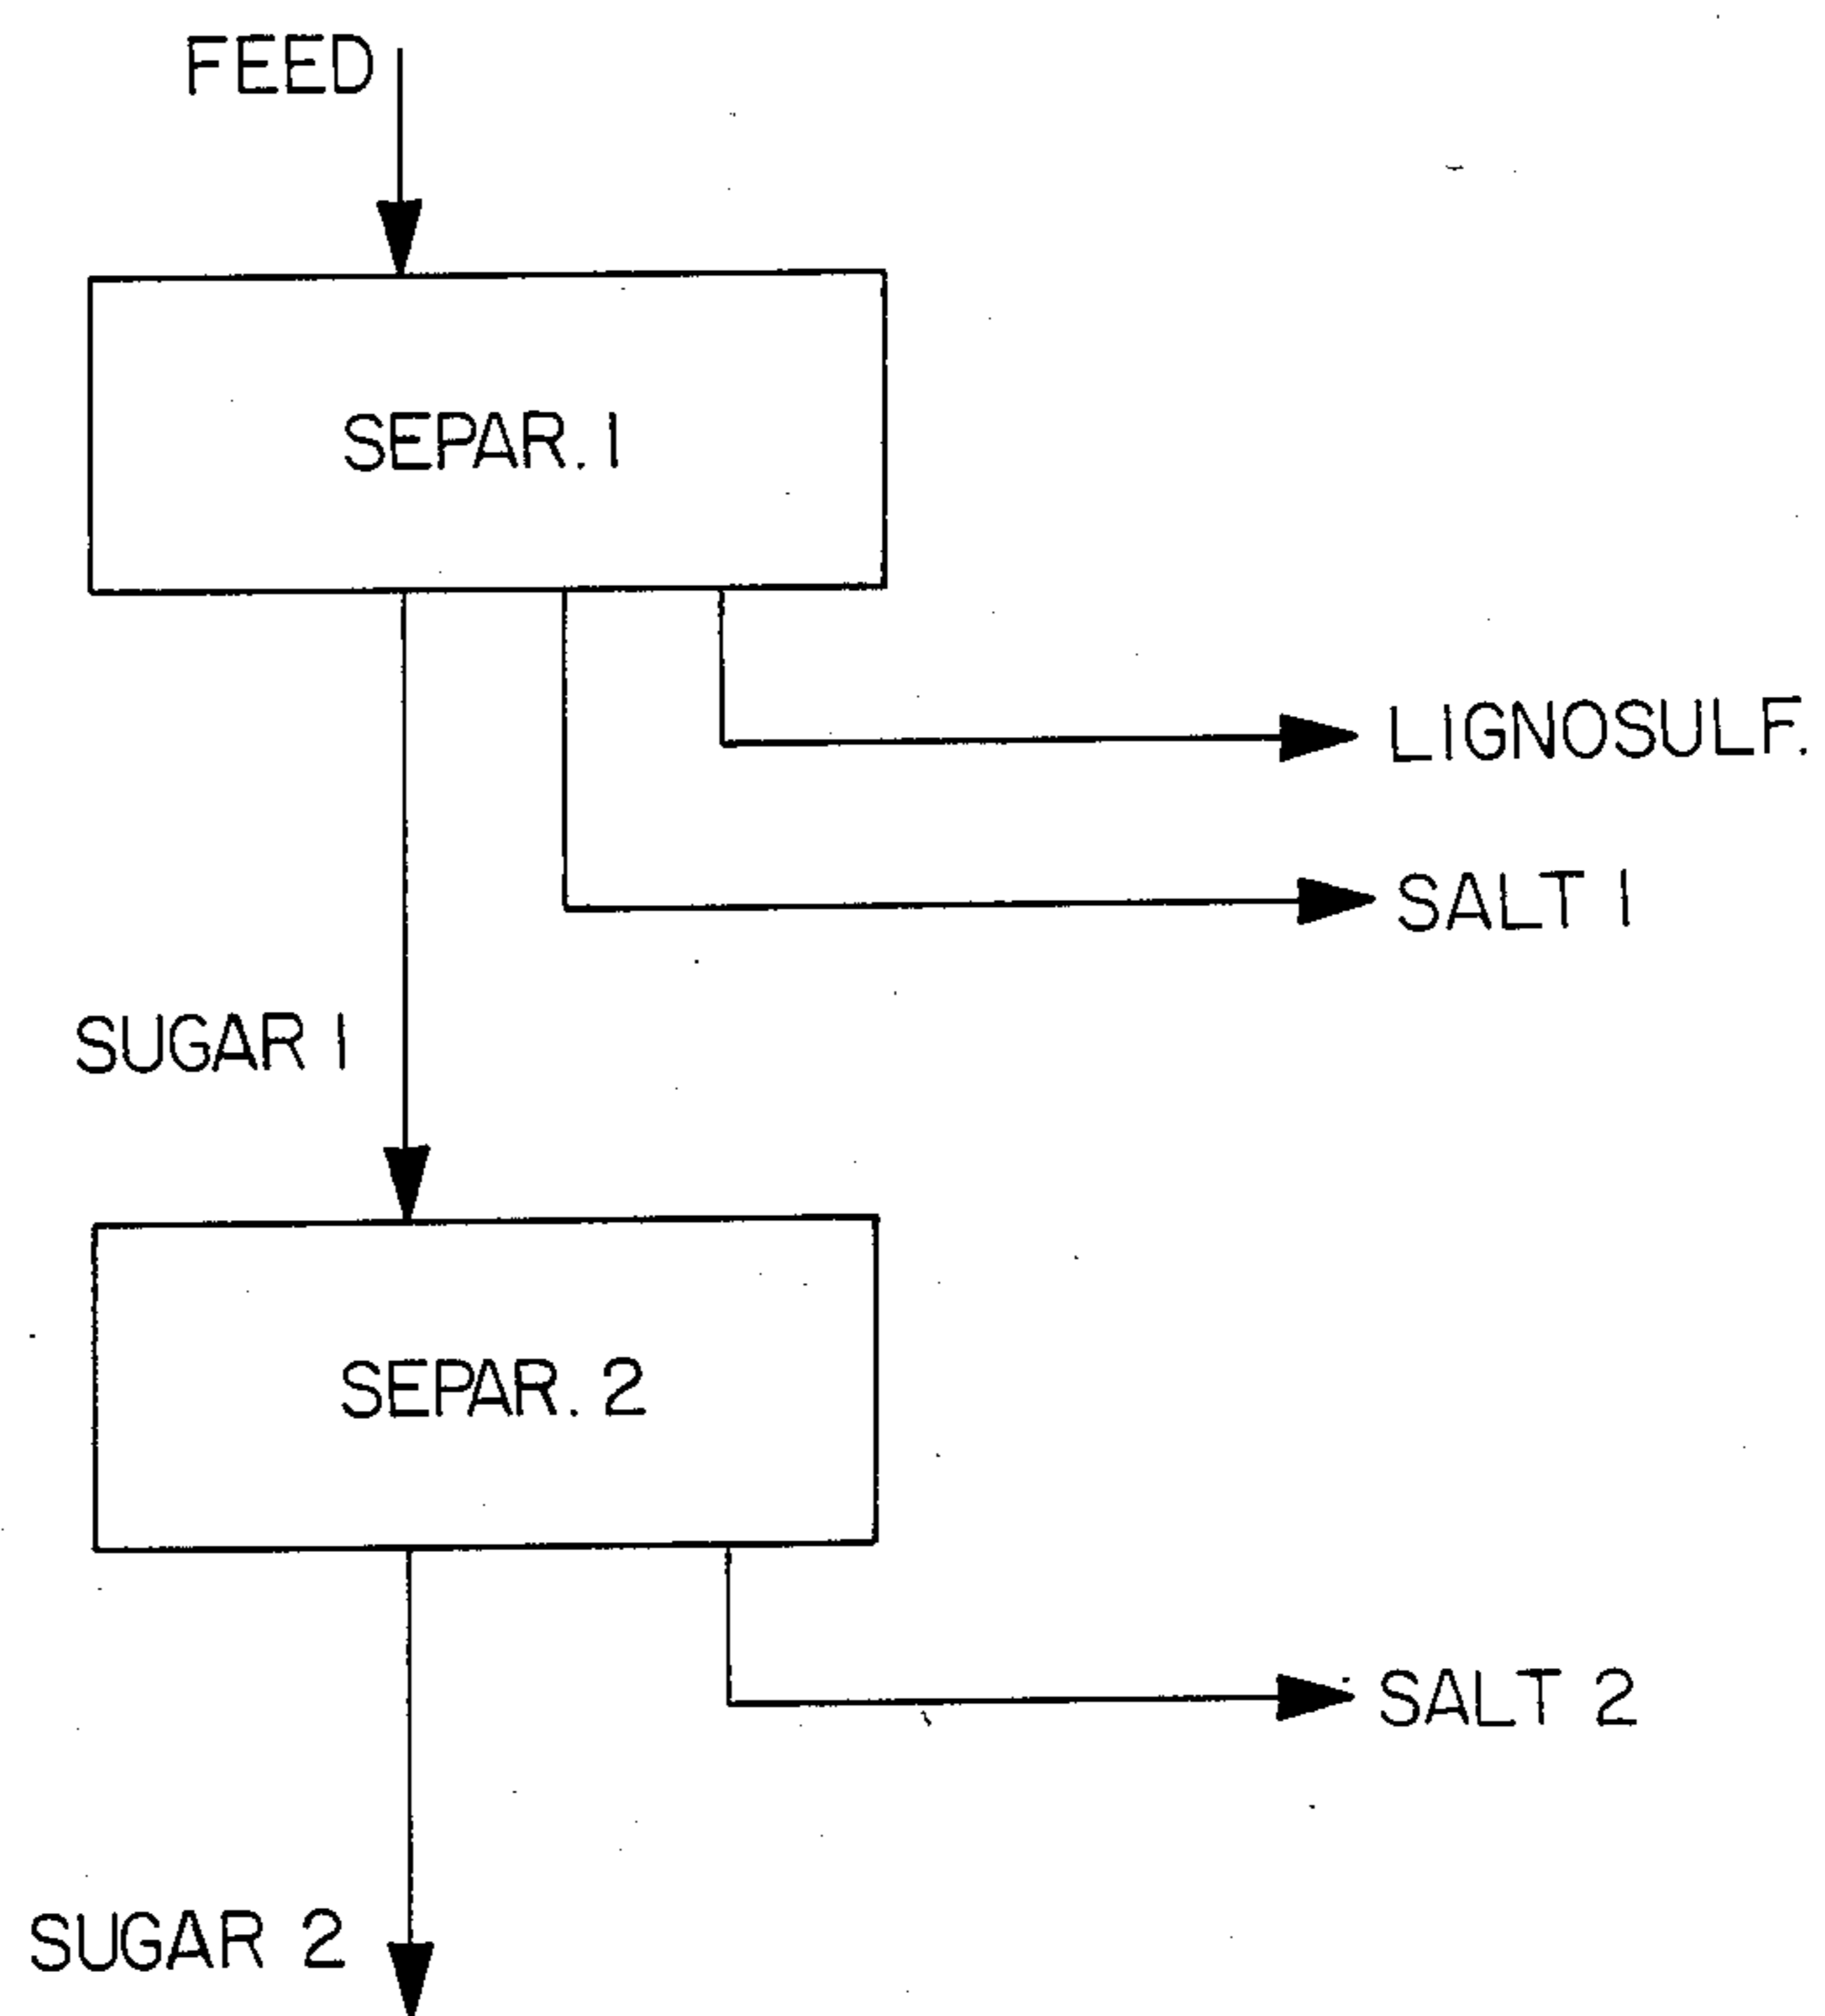 FEED
SEPAR. 1
LIGNOSULF.
SALT 1
SUGAR 1
SEPAR. 2
SALT 2
SUGAR 2